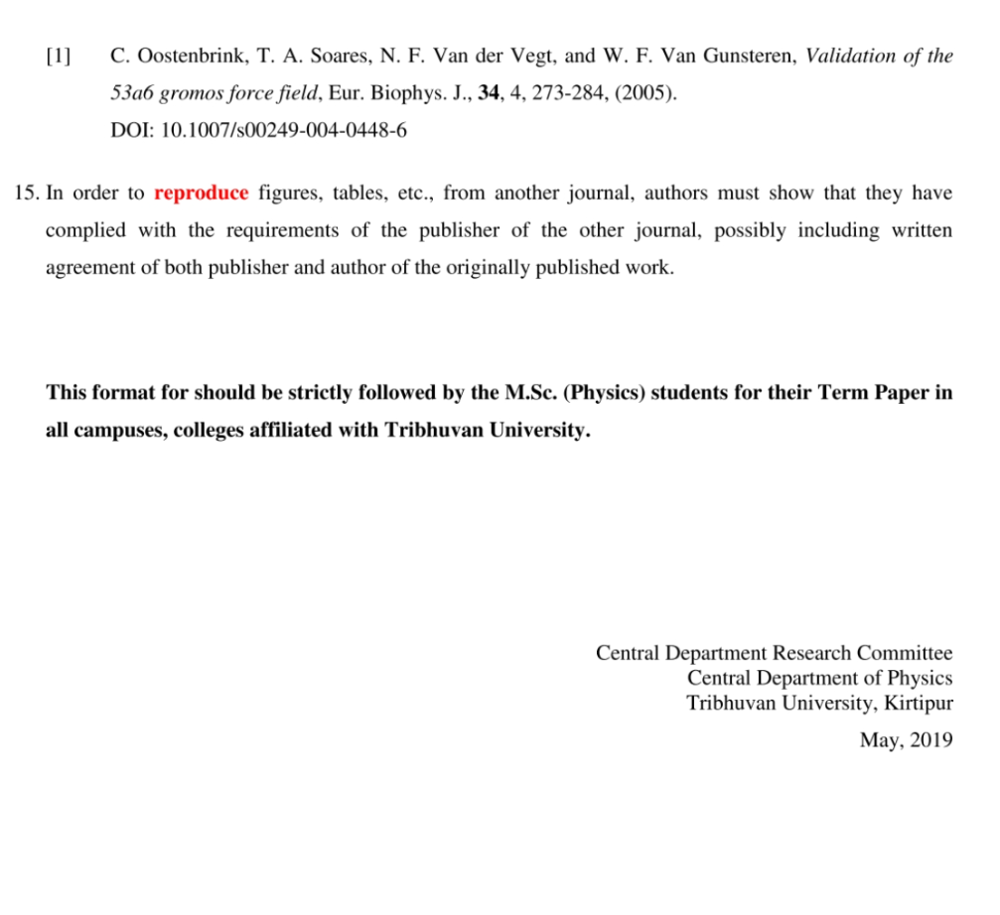 [1] C. Oostenbrink, T. A. Soares, N. F. Van der Vegt, and W. F. Van Gunsteren, Validation of the
53a6 gromos force field, Eur. Biophys. J., 34, 4, 273-284, (2005).
DOI: 10.1007/s00249-004-0448-6
15. In order to reproduce figures, tables, etc., from another journal, authors must show that they have
complied with the requirements of the publisher of the other journal, possibly including written
agreement of both publisher and author of the originally published work.
This format for should be strictly followed by the M.Sc. (Physics) students for their Term Paper in
all campuses, colleges affiliated with Tribhuvan University.
Central Department Research Committee
Central Department of Physics
Tribhuvan University, Kirtipur
May, 2019